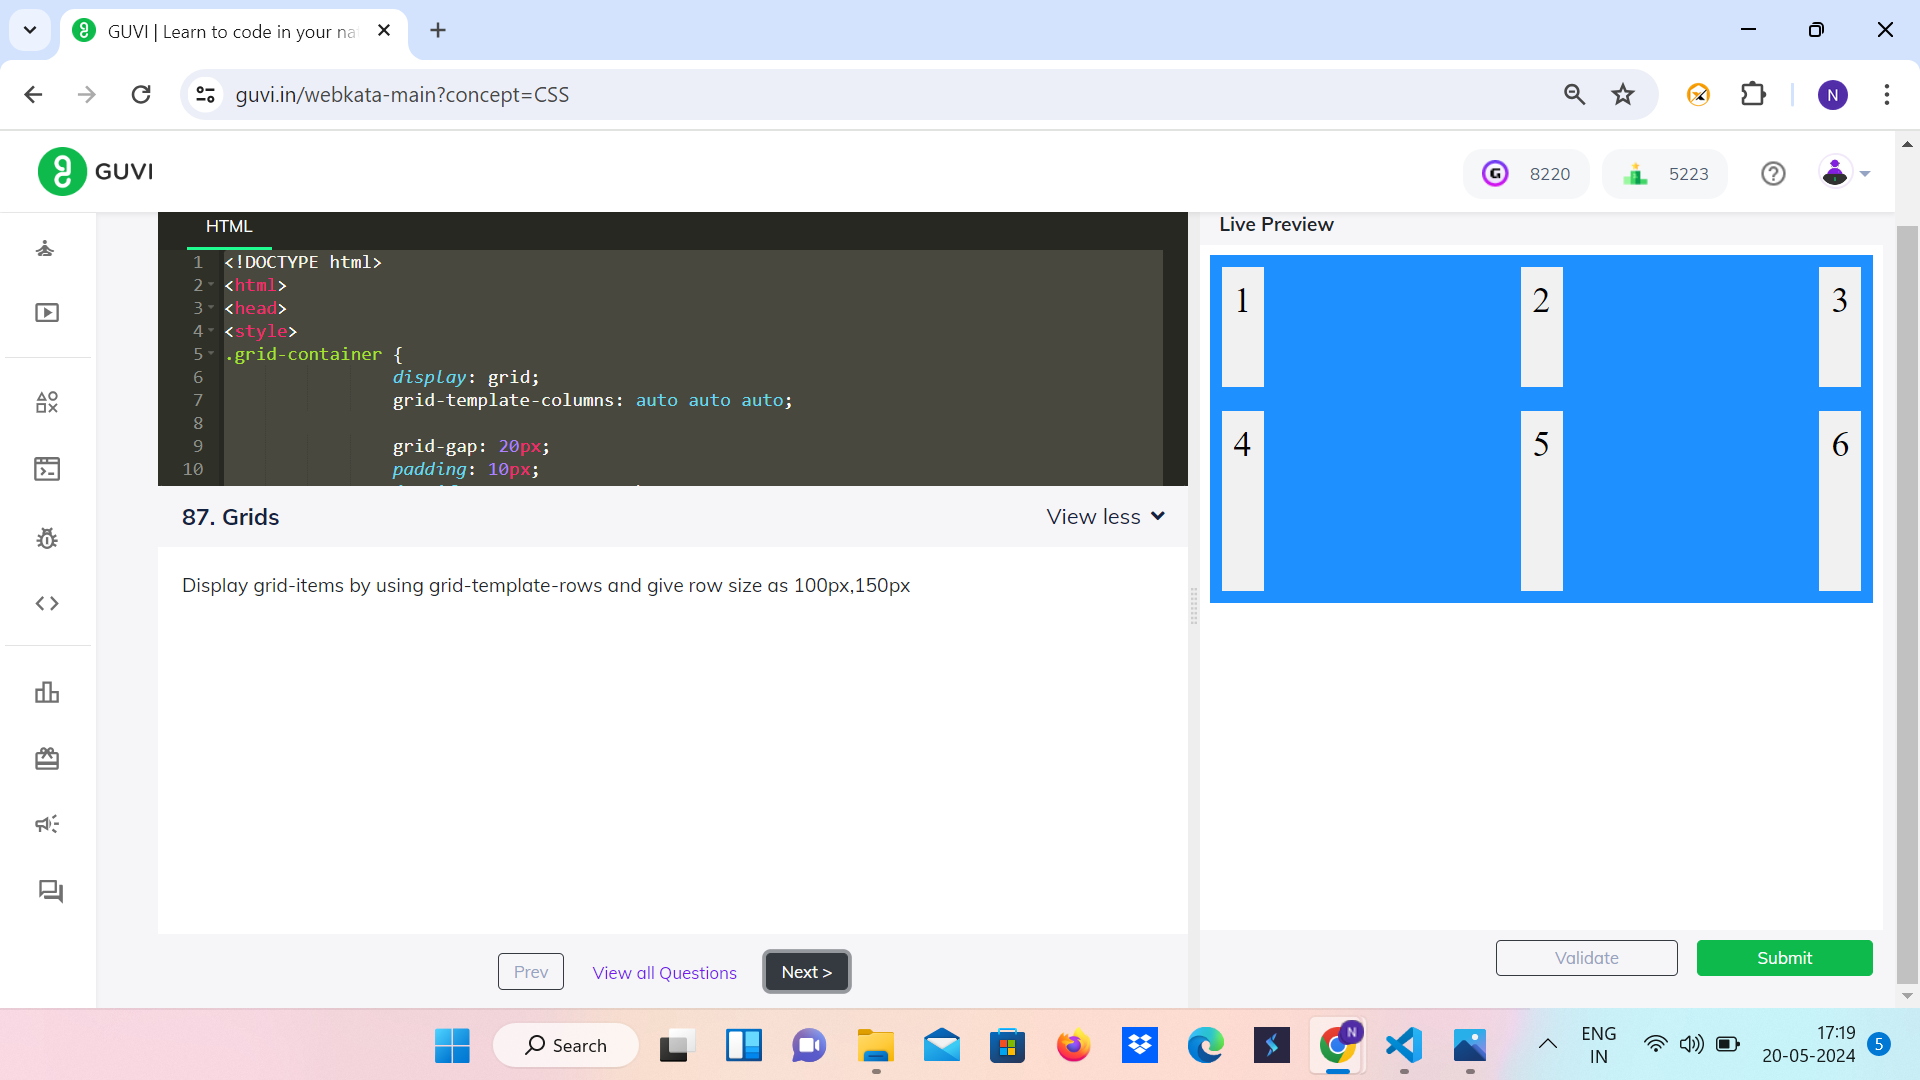 GUVI | Learn to code in your na
guvi.in/webkata-main?concept=CSS
N
GUVI
8220
5223
HTML
Live Preview
1 <!DOCTYPE html>
2 <html>
3 <head>
4 <style>
5 .grid-container {
6 display: grid;
7 grid-template-columns: auto auto auto;
8
9 grid-gap: 20px;
10 padding: 10px;
1 2 3
4 5 6
87. Grids
View less
Display grid-items by using grid-template-rows and give row size as 100px,150px
Prev
View all Questions
Next >
Validate
Submit
Search
N
ENG
IN
17:19
20-05-2024
5